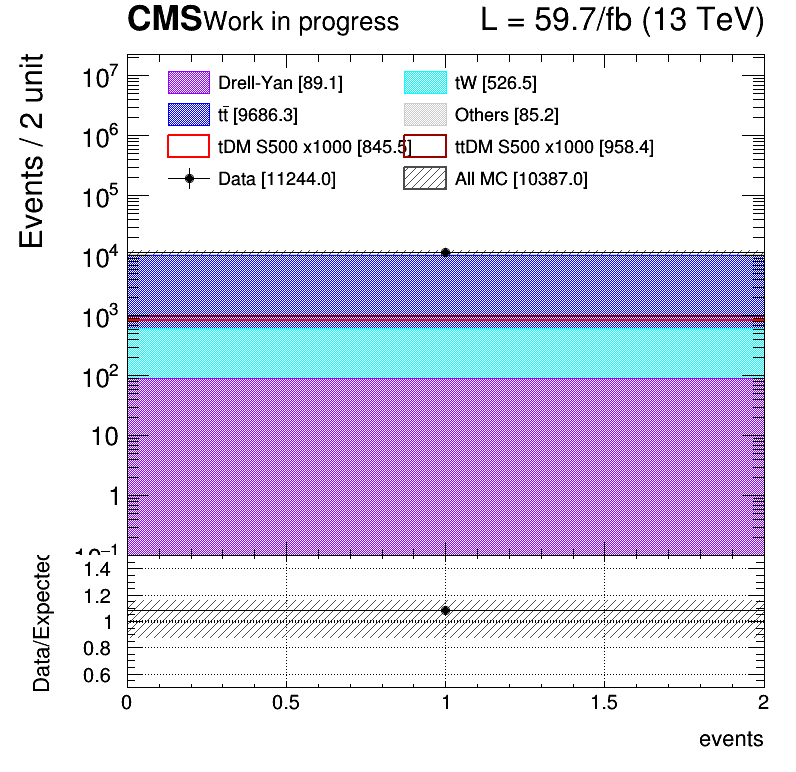 CMS Work in progress L = 59.7/fb (13 TeV)
Events / 2 unit
10⁷
10⁶
10⁵
10⁴
10³
10²
10
1
10⁻¹
Drell-Yan [89.1] tW [526.5]
tt̄ [9686.3] Others [85.2]
tDM S500 x1000 [845.5] ttDM S500 x1000 [958.4]
Data [11244.0] All MC [10387.0]
Data/Expected
1.4
1.2
1
0.8
0.6
0 0.5 1 1.5 2
events